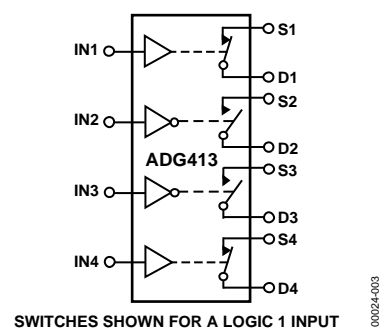 S1
IN1
D1
S2
IN2
D2
ADG413
S3
IN3
D3
S4
IN4
D4
SWITCHES SHOWN FOR A LOGIC 1 INPUT
00024-003